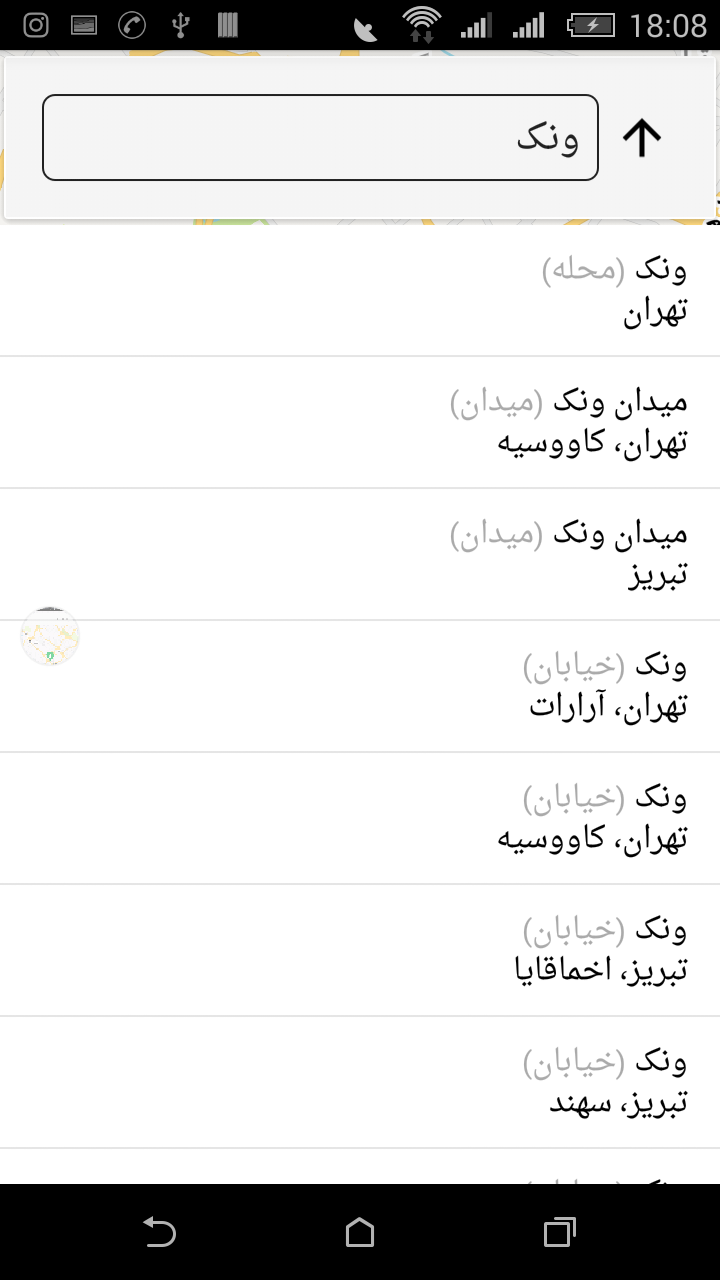 18:08
ونک
ونک (محله)
تهران
میدان ونک (میدان)
تهران، کاووسیه
میدان ونک (میدان)
تبریز
ونک (خیابان)
تهران، آرارات
ونک (خیابان)
تهران، کاووسیه
ونک (خیابان)
تبریز، اخماقایا
ونک (خیابان)
تبریز، سهند